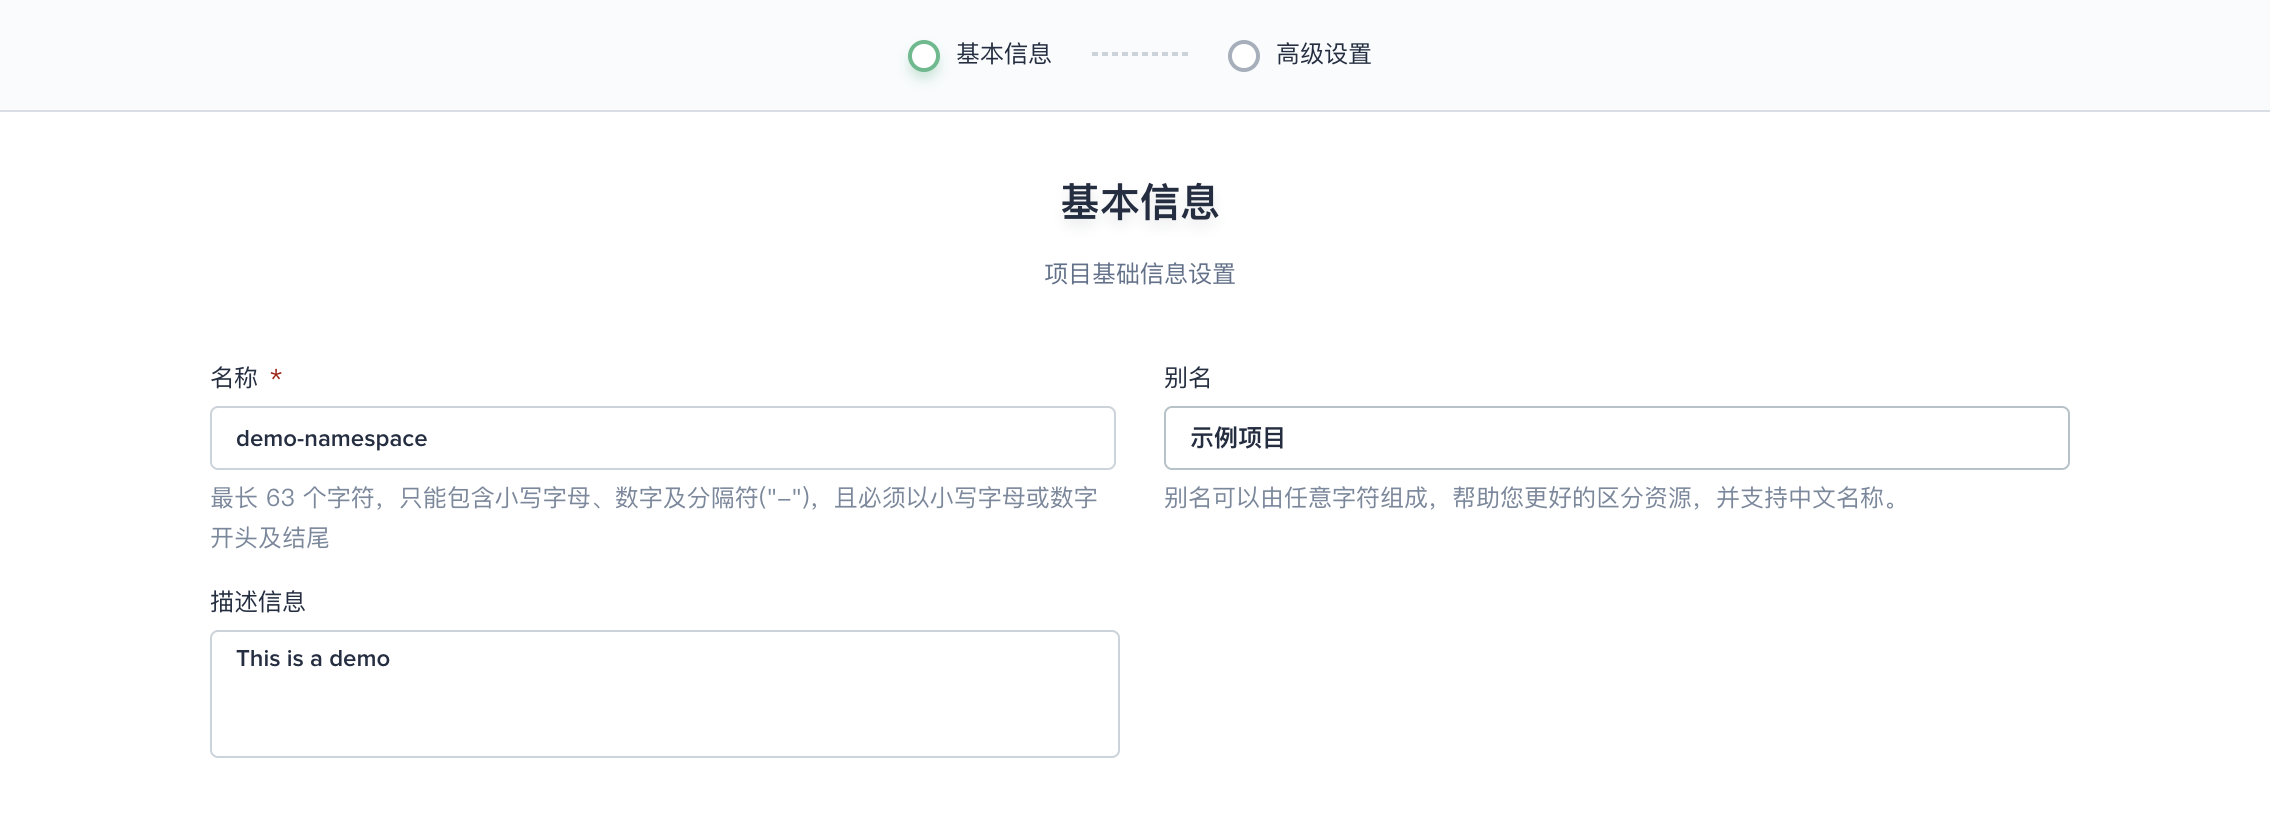 基本信息
高级设置
基本信息
项目基础信息设置
名称 *
别名
demo-namespace
示例项目
最长 63 个字符，只能包含小写字母、数字及分隔符("-")，且必须以小写字母或数字
开头及结尾
别名可以由任意字符组成，帮助您更好的区分资源，并支持中文名称。
描述信息
This is a demo